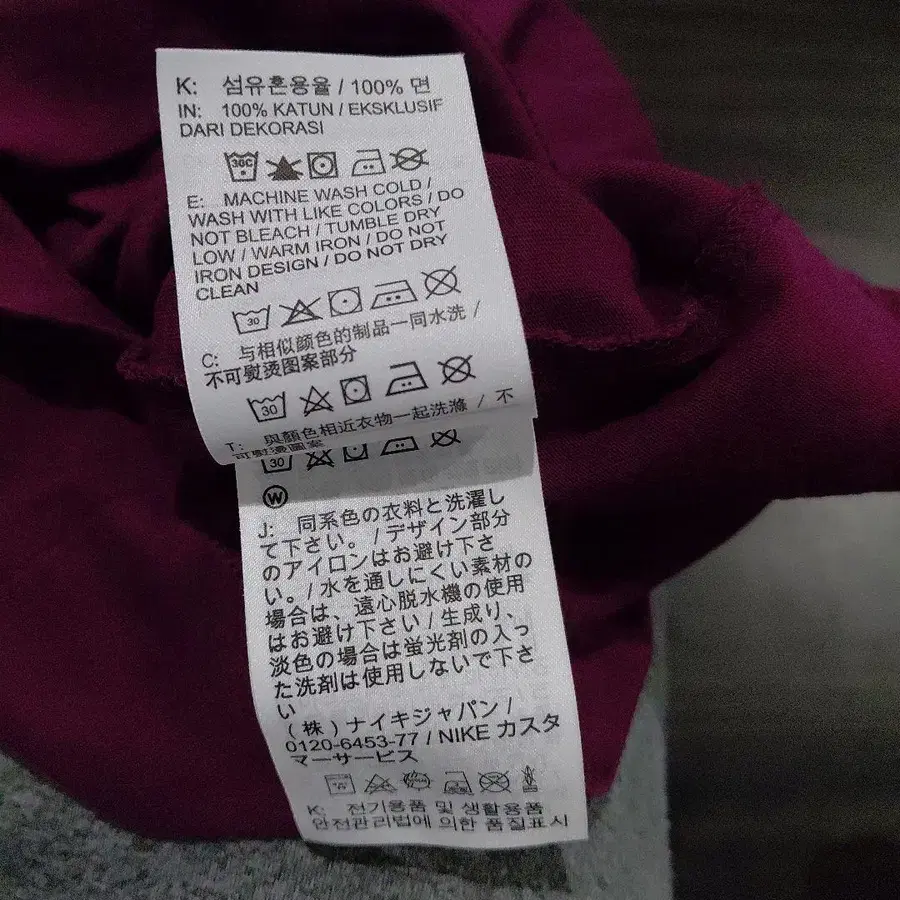 K: 섬유혼용율 / 100% 면
IN: 100% KATUN / EKSKLUSIF
DARI DEKORASI
30C
E: MACHINE WASH COLD /
WASH WITH LIKE COLORS / DO
NOT BLEACH / TUMBLE DRY
LOW / WARM IRON / DO NOT
IRON DESIGN / DO NOT DRY
CLEAN
30
C: 与相似颜色的制品一同水洗 /
不可熨烫图案部分
30
T: 與顏色相近衣物一起洗滌 / 不
可熨燙圖案
30
W
J: 同系色の衣料と洗濯し
て下さい。 / デザイン部分
のアイロンはお避け下さ
い。/ 水を通しにくい素材の
場合は、遠心脱水機の使用
はお避け下さい / 生成り、
淡色の場合は蛍光剤の入っ
た洗剤は使用しないで下さ
い
(株) ナイキジャパン /
0120-6453-77 / NIKE カスタ
マーサービス
K: 전기용품 및 생활용품
안전관리법에 의한 품질표시